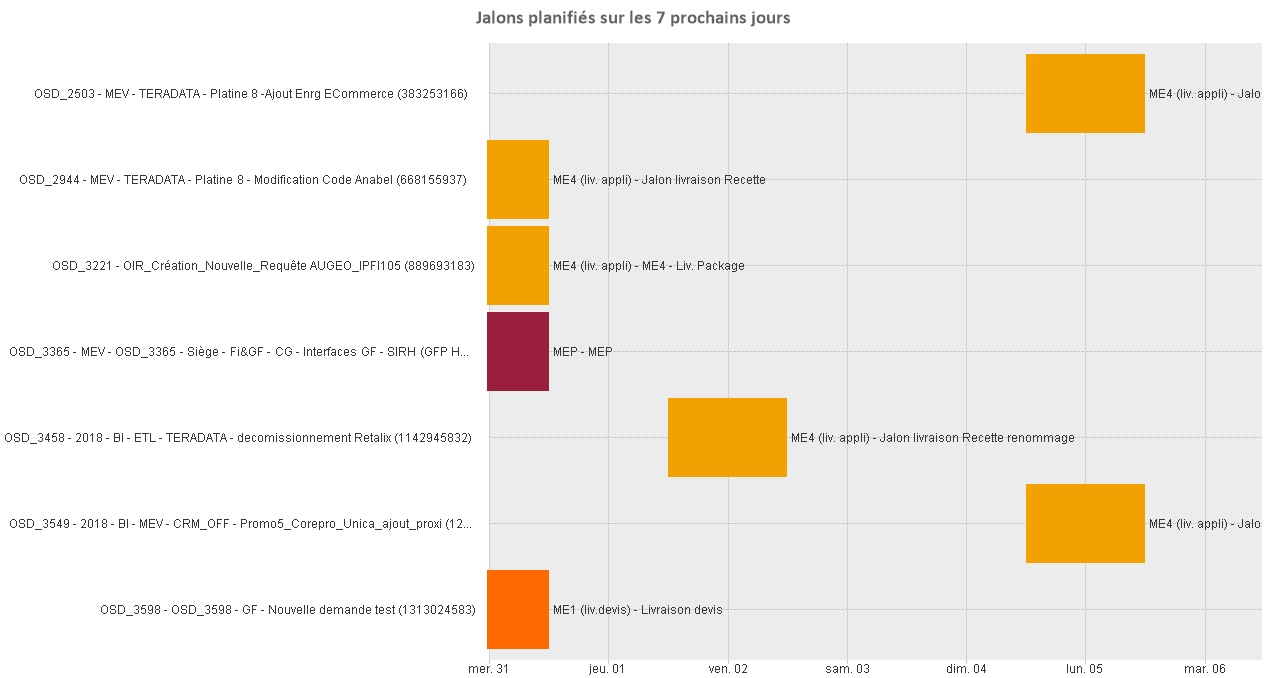 Jalons planifiés sur les 7 prochains jours
OSD_2503 - MEV - TERADATA - Platine 8 -Ajout Enrg ECommerce (383253166)
ME4 (liv. appli) - Jalo
OSD_2944 - MEV - TERADATA - Platine 8 - Modification Code Anabel (668155937)
ME4 (liv. appli) - Jalon livraison Recette
OSD_3221 - OIR_Création_Nouvelle_Requête AUGEO_IPFI105 (889693183)
ME4 (liv. appli) - ME4 - Liv. Package
OSD_3365 - MEV - OSD_3365 - Siège - Fi&GF - CG - Interfaces GF - SIRH (GFP H...
MEP - MEP
OSD_3458 - 2018 - BI - ETL - TERADATA - decomissionnement Retalix (1142945832)
ME4 (liv. appli) - Jalon livraison Recette renommage
OSD_3549 - 2018 - BI - MEV - CRM_OFF - Promo5_Corepro_Unica_ajout_proxi (12...
ME4 (liv. appli) - Jalo
OSD_3598 - OSD_3598 - GF - Nouvelle demande test (1313024583)
ME1 (liv.devis) - Livraison devis
mer. 31 jeu. 01 ven. 02 sam. 03 dim. 04 lun. 05 mar. 06